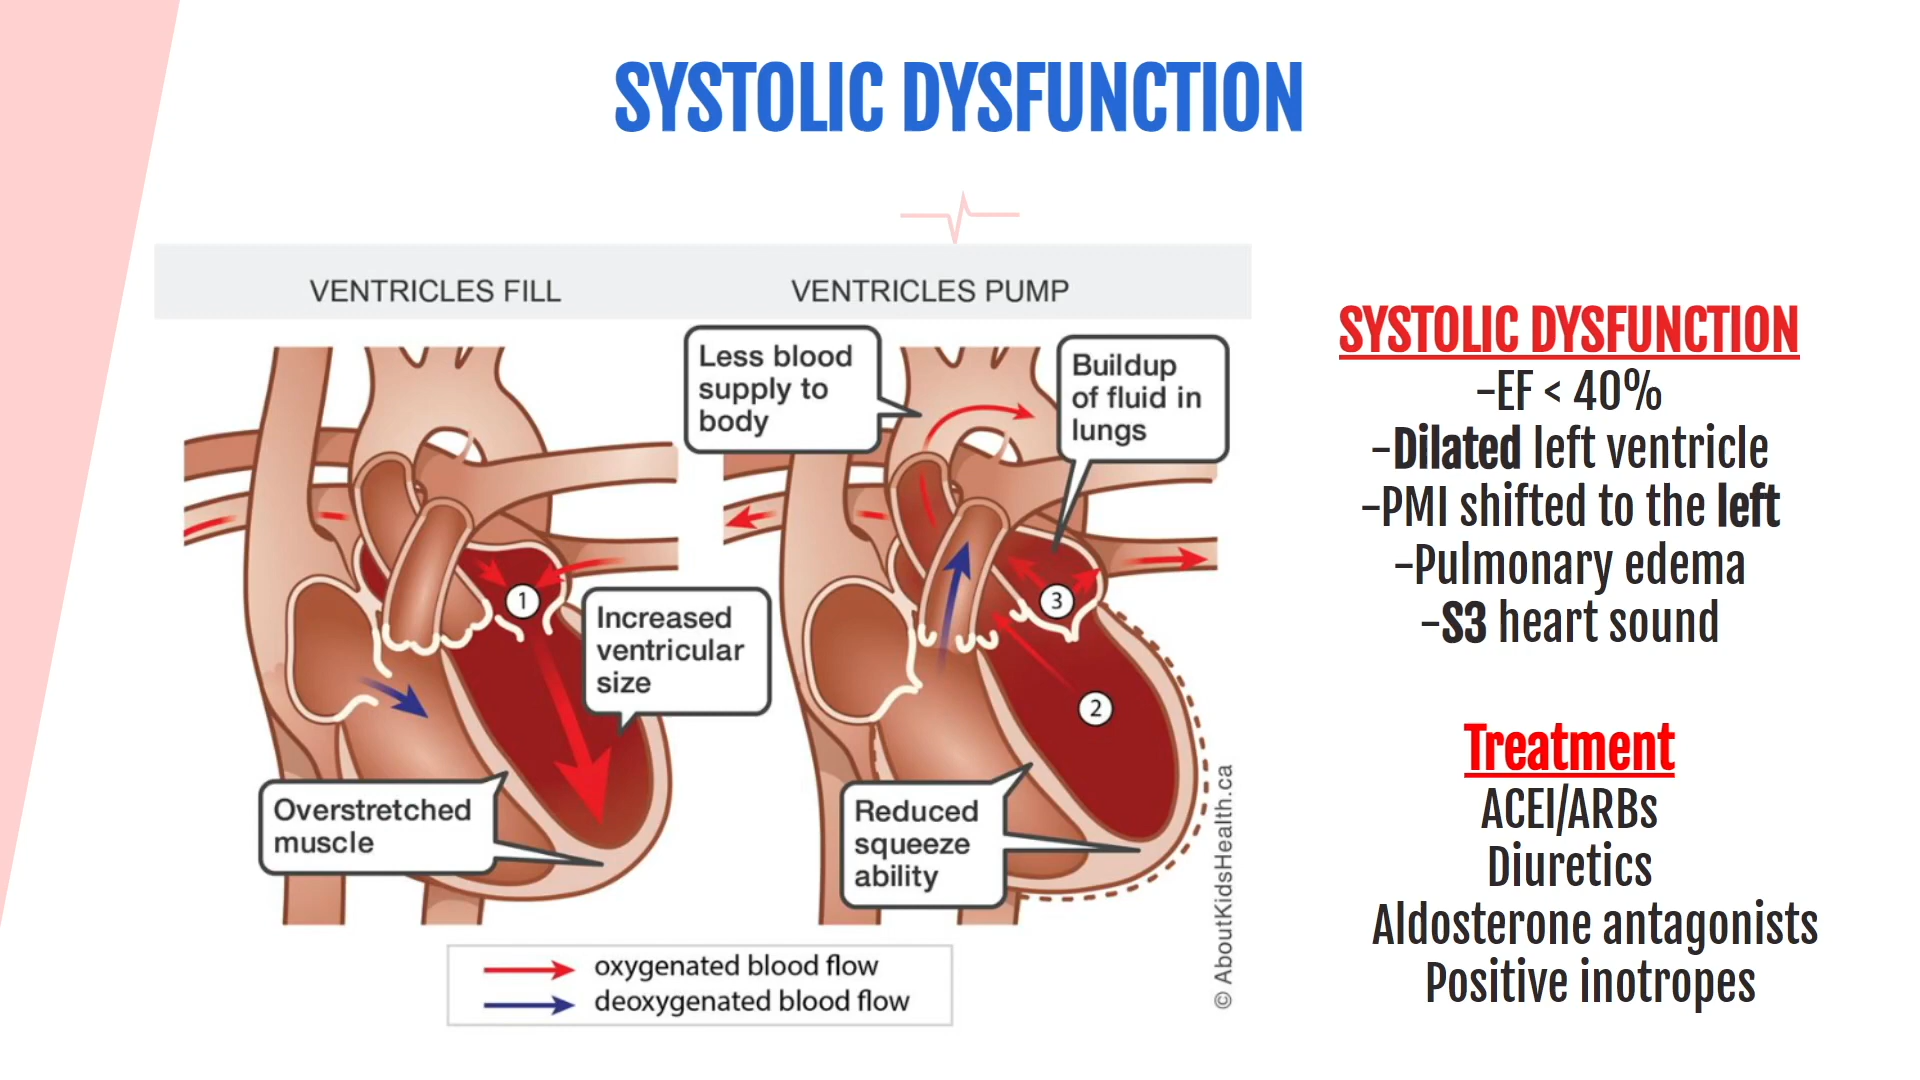 SYSTOLIC DYSFUNCTION
VENTRICLES FILL
VENTRICLES PUMP
Less blood
supply to
body
Buildup
of fluid in
lungs
1
Increased
ventricular
size
3
2
Overstretched
muscle
Reduced
squeeze
ability
oxygenated blood flow
deoxygenated blood flow
© AboutKidsHealth.ca
SYSTOLIC DYSFUNCTION
-EF < 40%
-Dilated left ventricle
-PMI shifted to the left
-Pulmonary edema
-S3 heart sound
Treatment
ACEI/ARBs
Diuretics
Aldosterone antagonists
Positive inotropes